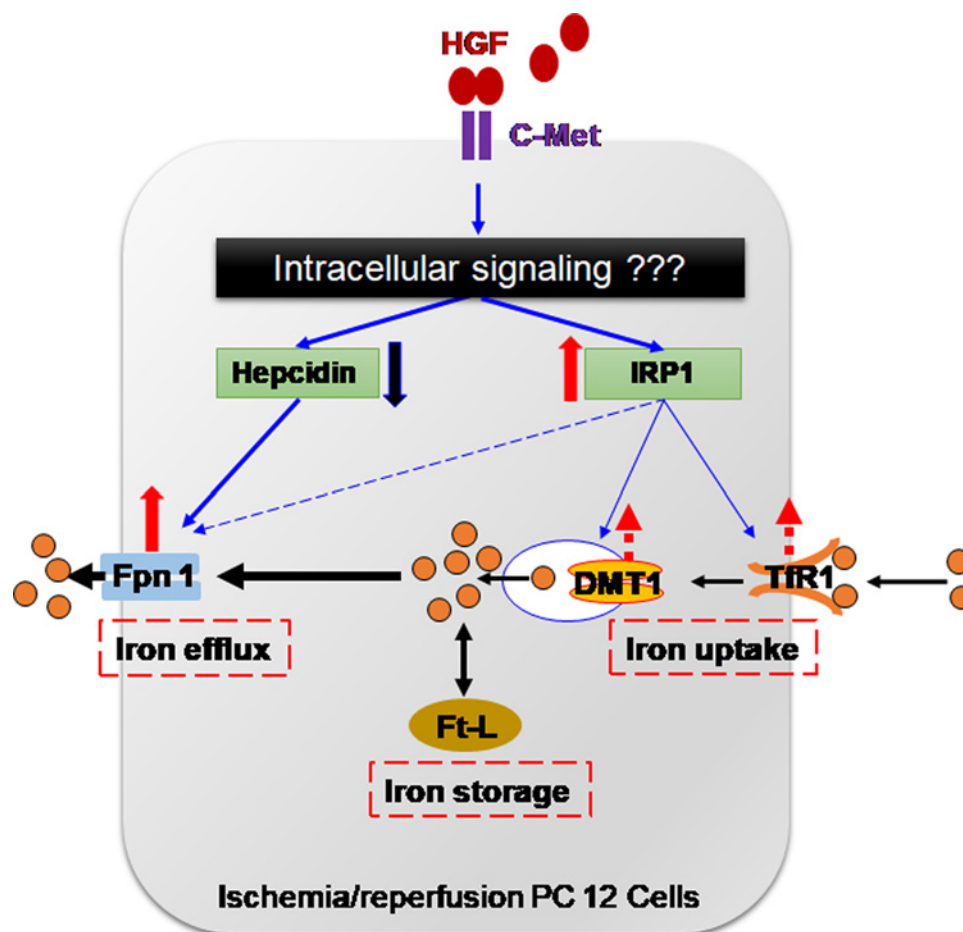 HGF
C-Met
Intracellular signaling ???
Hepcidin
IRP1
Fpn 1
DMT1
TfR1
Iron efflux
Iron uptake
Ft-L
Iron storage
Ischemia/reperfusion PC 12 Cells